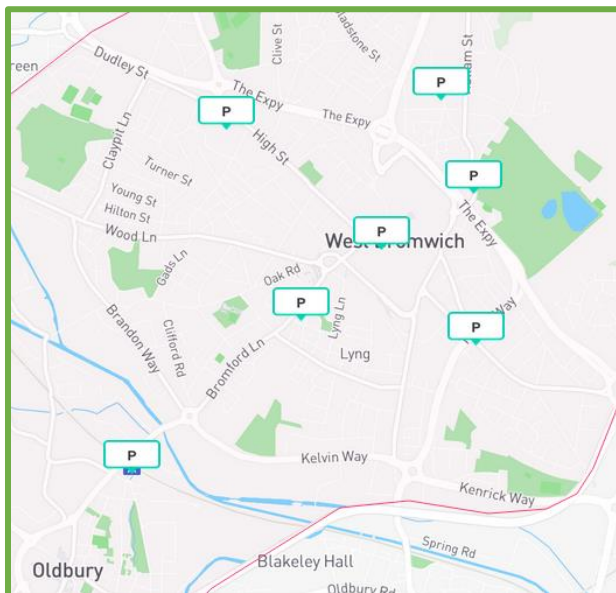 Gladstone St
Clive St
Green
Dudley St
The Expy
P
The Expy
P
High St
Claypit Ln
Turner St
P
Young St
Hilton St
The Expy
Wood Ln
P
West Bromwich
Gads Ln
Oak Rd
P
Lyng Ln
Way
P
Brandon Way
Clifford Rd
Bromford Ln
Lyng
P
Kelvin Way
Kenrick Way
Spring Rd
Blakeley Hall
Oldbury
Oldbury Rd